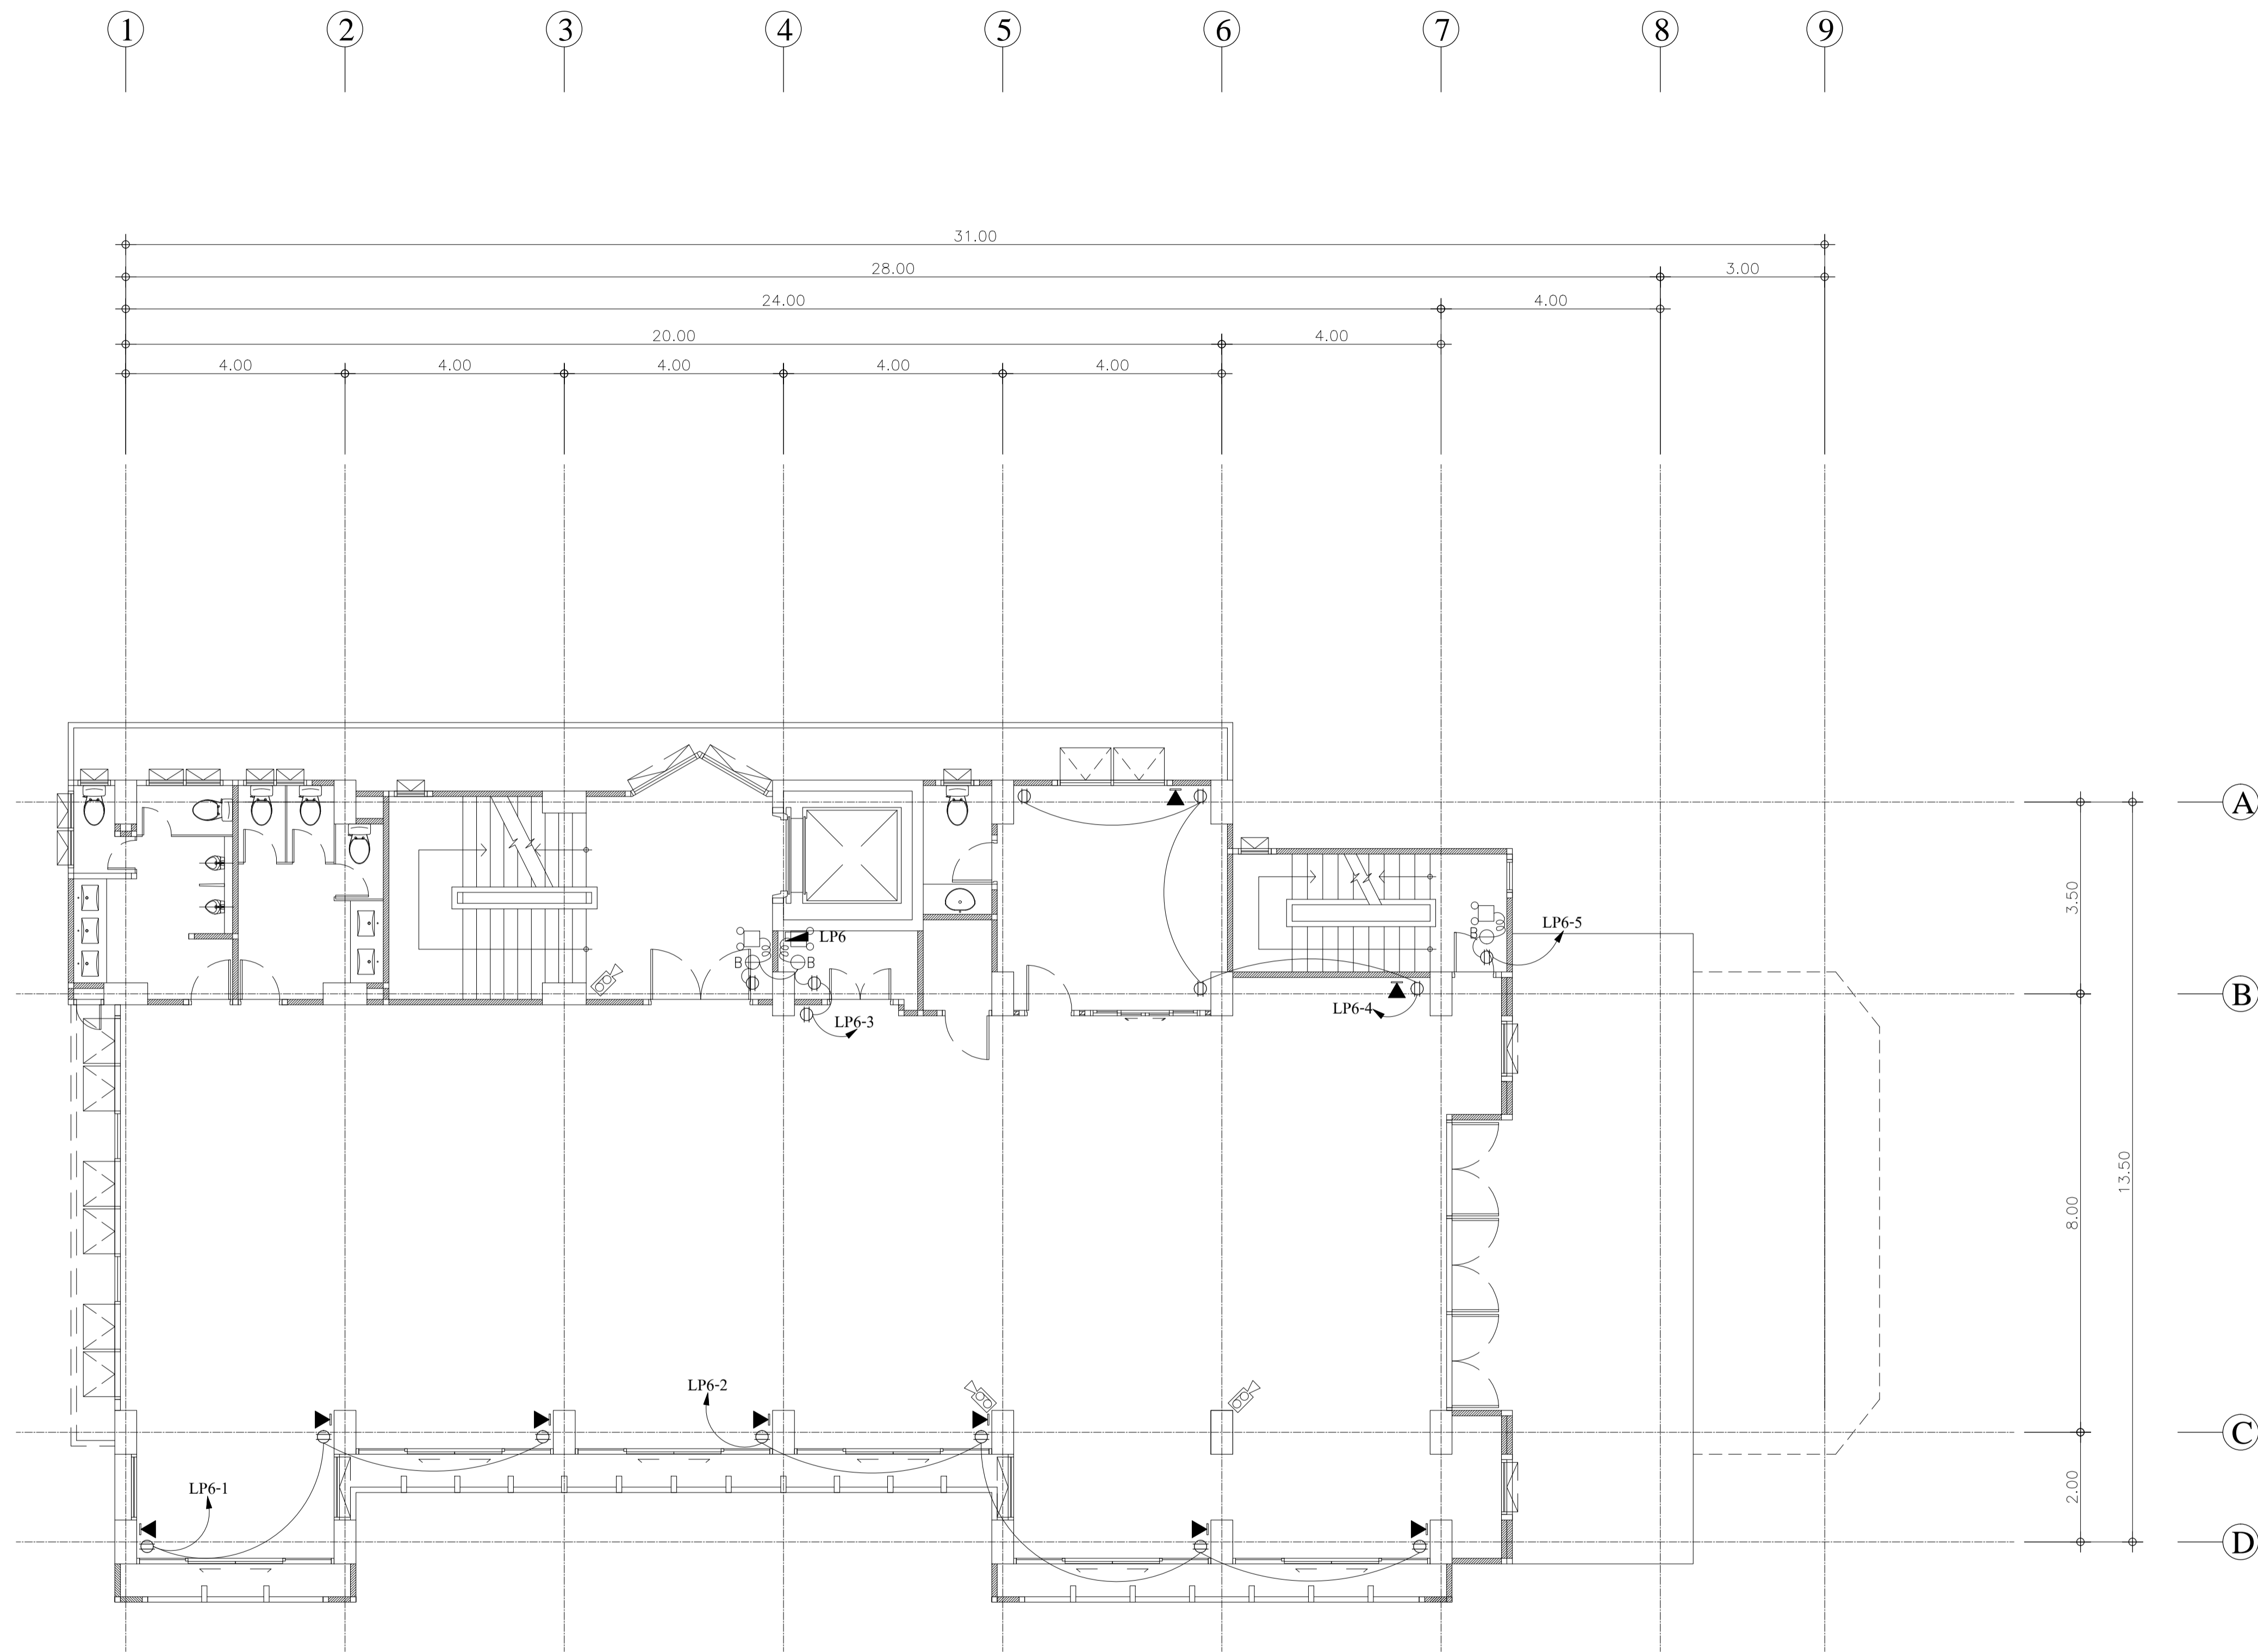 1 2 3 4 5 6 7 8 9
31.00
28.00 3.00
24.00 4.00
20.00 4.00
4.00 4.00 4.00 4.00 4.00
A
3.50
LP6-5
LP6
B B B
B
LP6-4
LP6-3
13.50
8.00
LP6-2
C
LP6-1
2.00
D